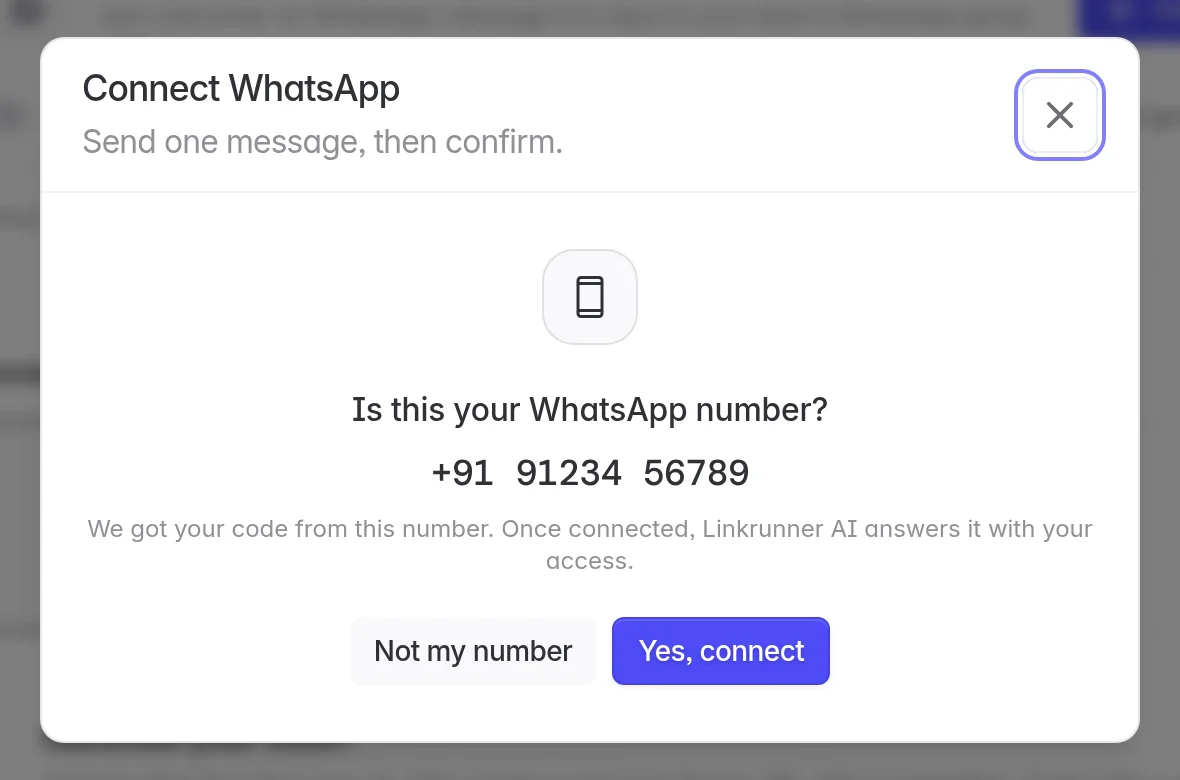 Connect WhatsApp
Send one message, then confirm.
Is this your WhatsApp number?
+91 91234 56789
We got your code from this number. Once connected, Linkrunner AI answers it with your
access.
Not my number
Yes, connect